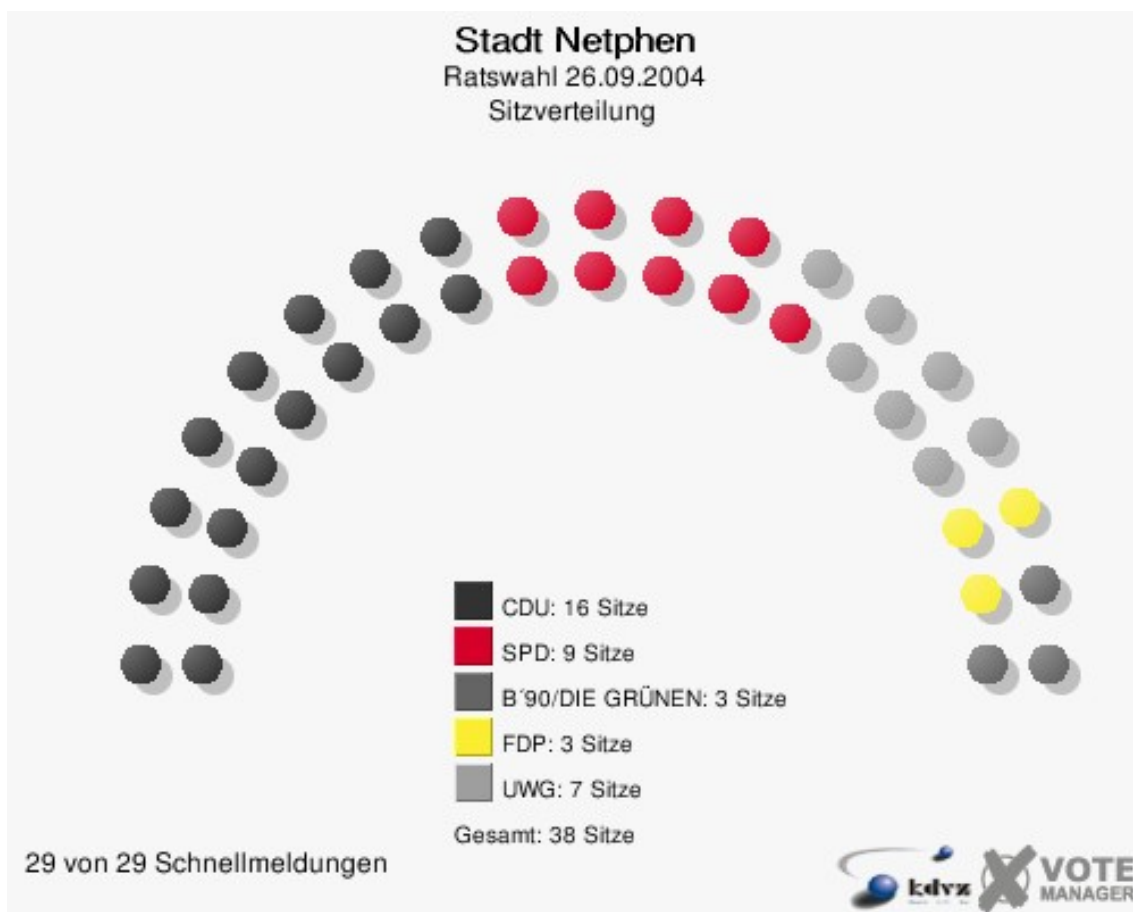 Stadt Netphen
Ratswahl 26.09.2004
Sitzverteilung
CDU: 16 Sitze
SPD: 9 Sitze
B´90/DIE GRÜNEN: 3 Sitze
FDP: 3 Sitze
UWG: 7 Sitze
Gesamt: 38 Sitze
29 von 29 Schnellmeldungen
kdvz
VOTE
MANAGER